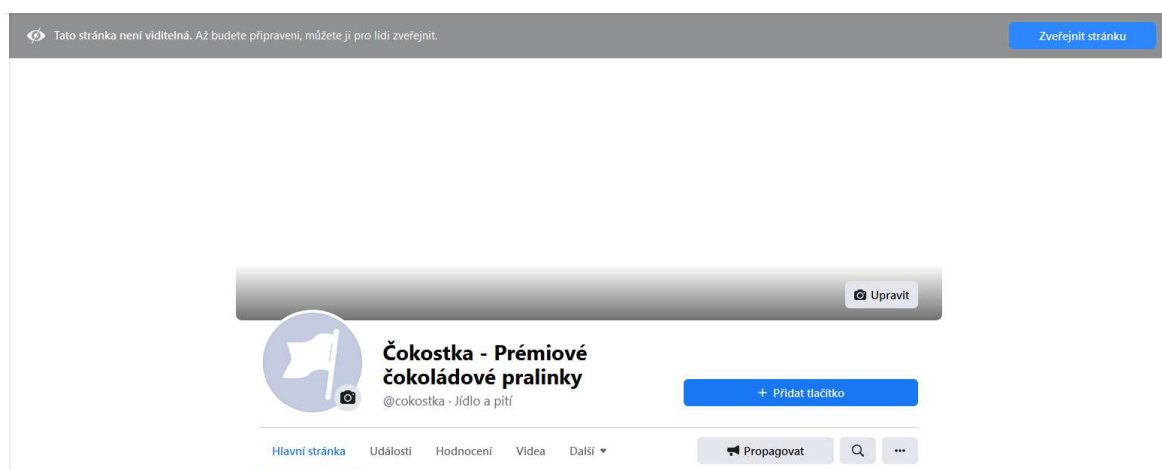 Tato stránka není viditelná. Až budete připraveni, můžete ji pro lidi zveřejnit.
Zveřejnit stránku
Upravit
Čokostka - Prémiové
čokoládové pralinky
@cokostka · Jídlo a pití
+ Přidat tlačítko
Hlavní stránka Události Hodnocení Videa Další
Propagovat